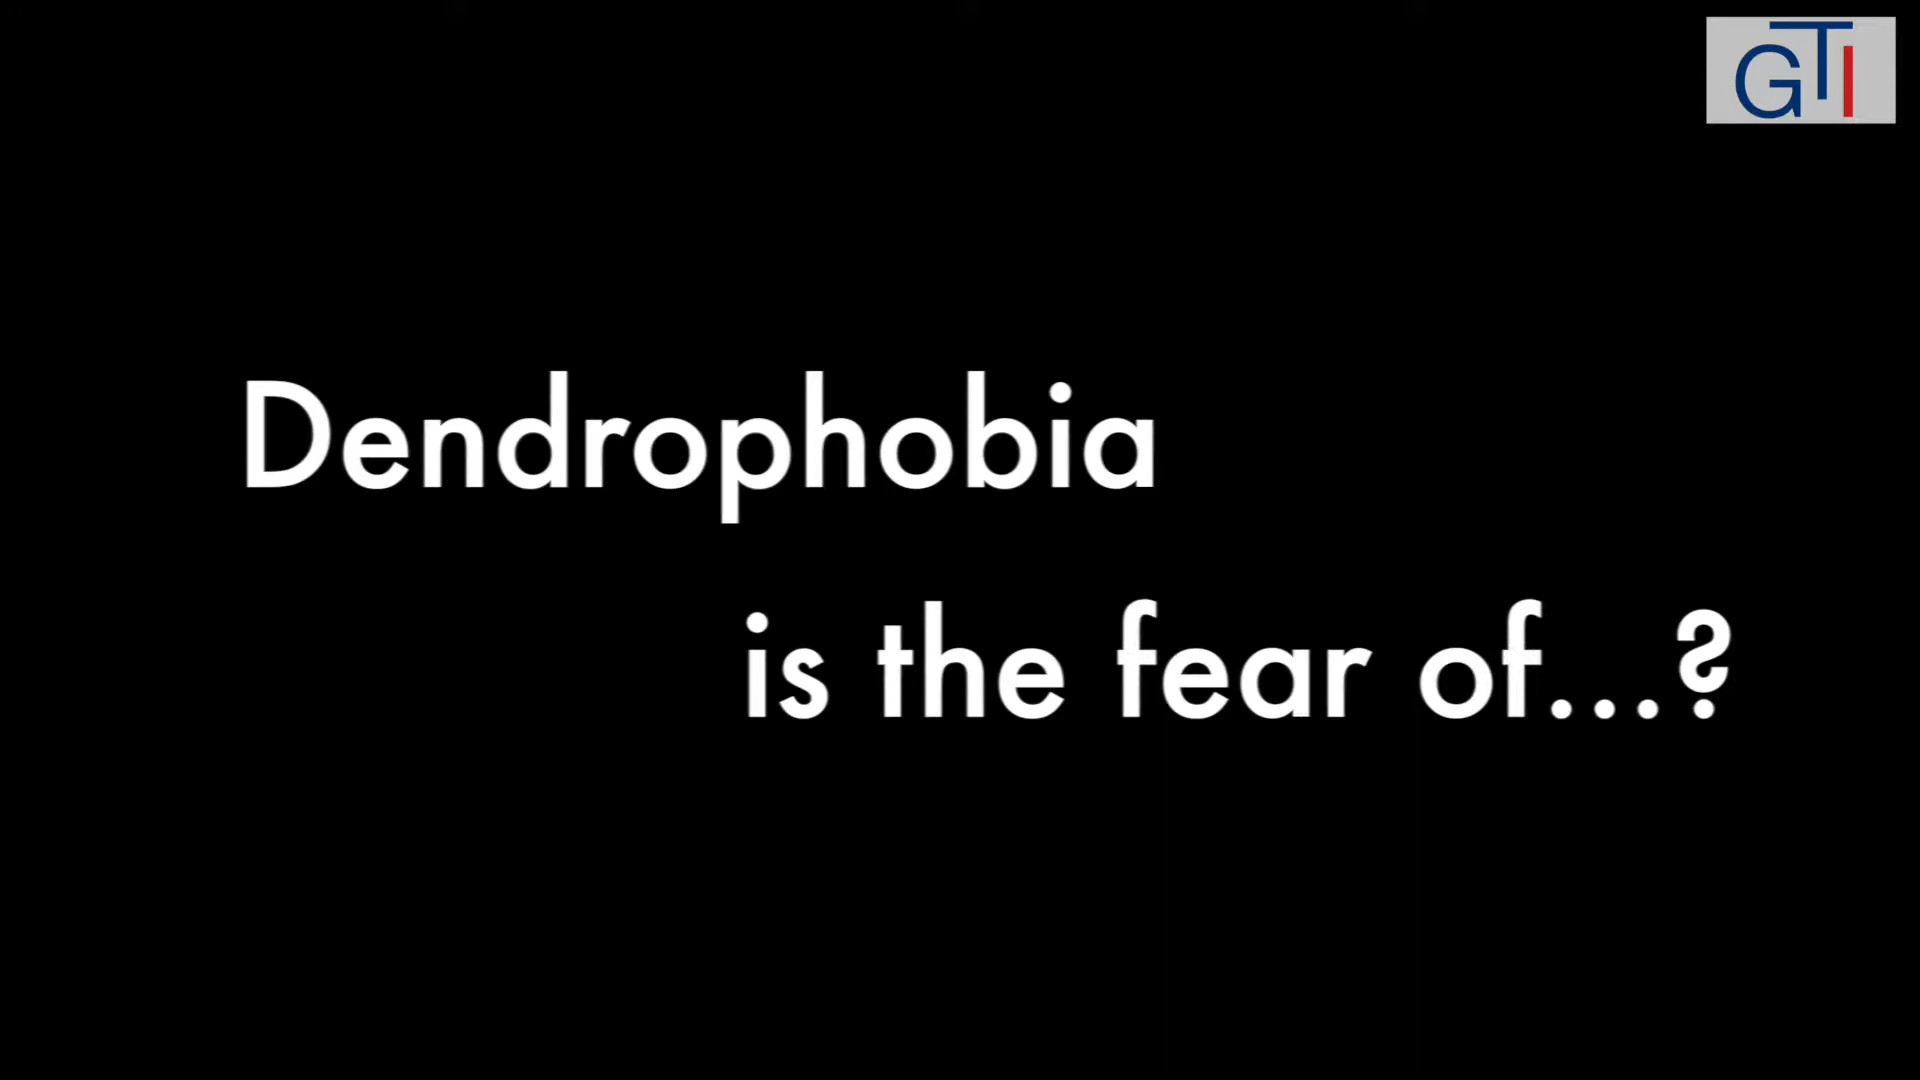 GTI
Dendrophobia
is the fear of...?